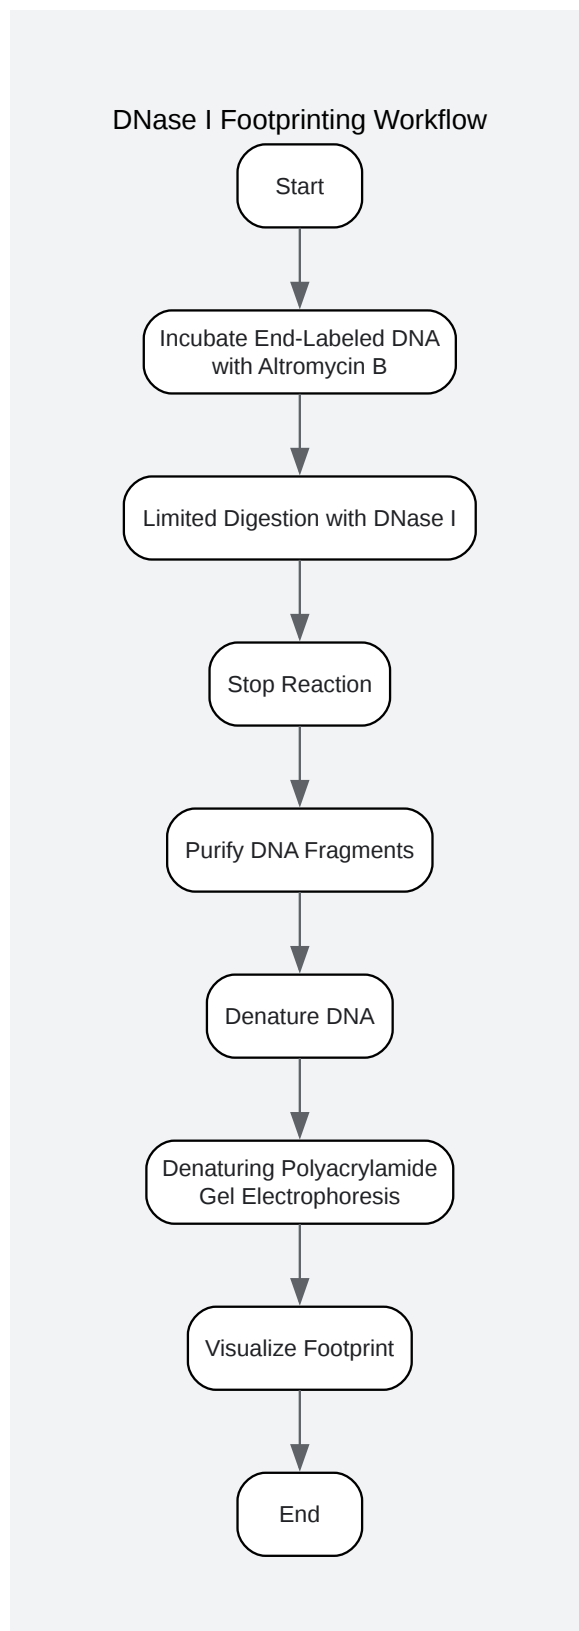 DNase I Footprinting Workflow
Start
Incubate End-Labeled DNA
with Altromycin B
Limited Digestion with DNase I
Stop Reaction
Purify DNA Fragments
Denature DNA
Denaturing Polyacrylamide
Gel Electrophoresis
Visualize Footprint
End